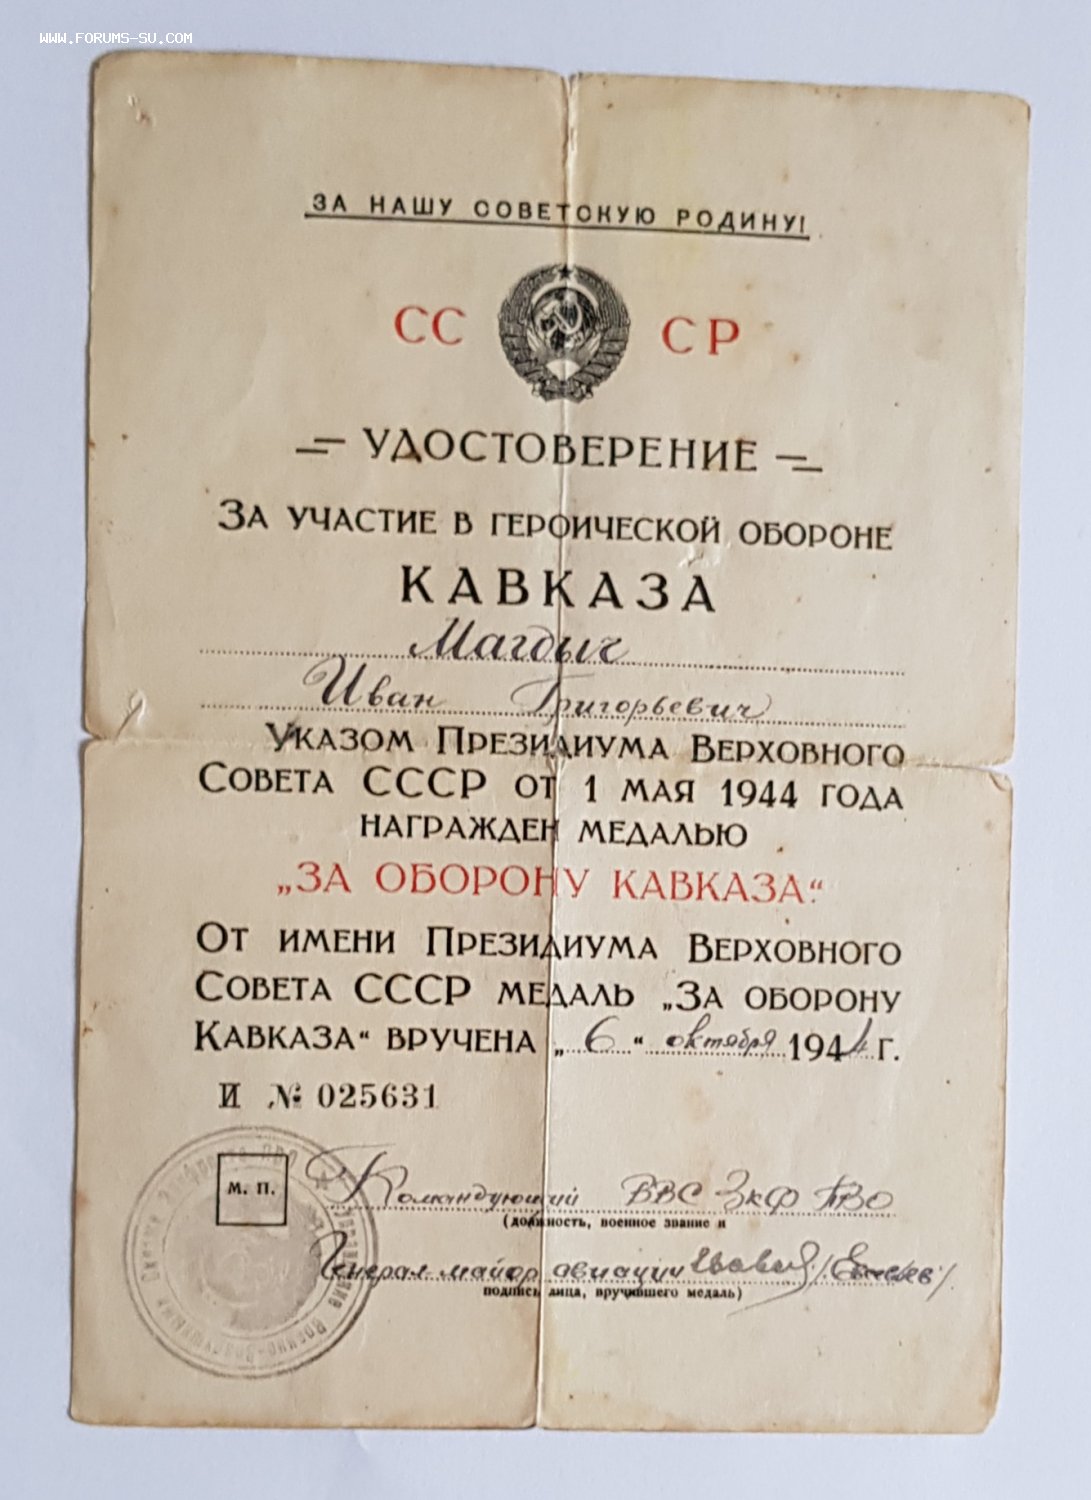 WWW.FORUMS-SU.COM
ЗА НАШУ СОВЕТСКУЮ РОДИНУ!
СС СР
УДОСТОВЕРЕНИЕ
ЗА УЧАСТИЕ В ГЕРОИЧЕСКОЙ ОБОРОНЕ
КАВКАЗА
Магдыч
Иван Григорьевич
УКАЗОМ ПРЕЗИДИУМА ВЕРХОВНОГО
СОВЕТА СССР ОТ 1 МАЯ 1944 ГОДА
НАГРАЖДЕН МЕДАЛЬЮ
„ЗА ОБОРОНУ КАВКАЗА“.
ОТ ИМЕНИ ПРЕЗИДИУМА ВЕРХОВНОГО
СОВЕТА СССР МЕДАЛЬ „ЗА ОБОРОНУ
КАВКАЗА“ ВРУЧЕНА „6“ октября 1944 г.
И № 025631
М. П.
Командующий ВВС ЗкФ ПВО
(должность, военное звание и
Генерал майор авиации
подпись лица, вручившего медаль)